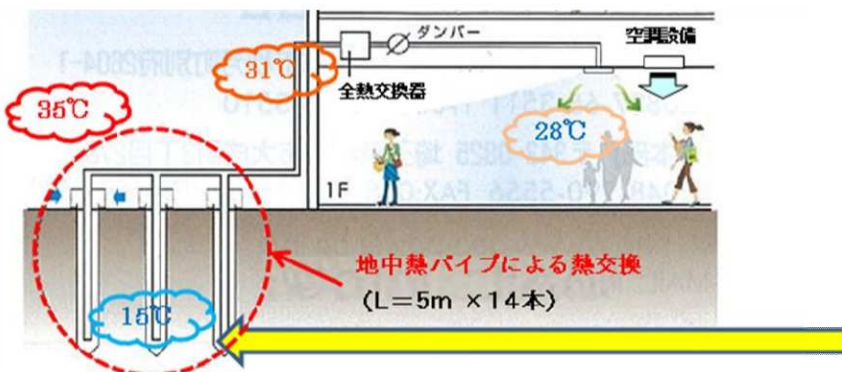 ダンバー
空調設備
31℃
全熱交換器
35℃
28℃
1F
地中熱パイプによる熱交換
(L=5m ×14本)
15℃